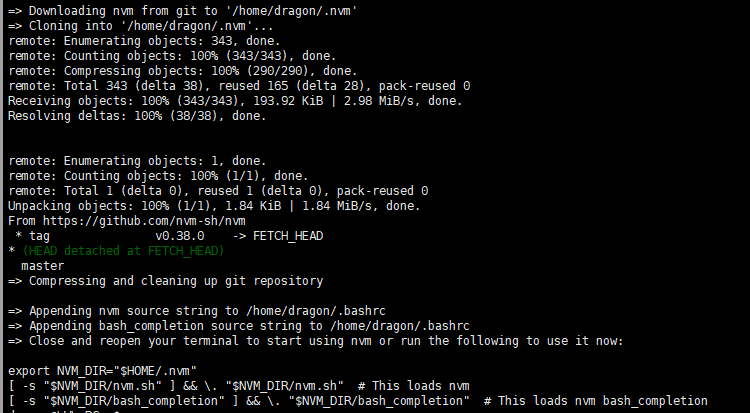 => Downloading nvm from git to '/home/dragon/.nvm'
=> Cloning into '/home/dragon/.nvm'...
remote: Enumerating objects: 343, done.
remote: Counting objects: 100% (343/343), done.
remote: Compressing objects: 100% (290/290), done.
remote: Total 343 (delta 38), reused 165 (delta 28), pack-reused 0
Receiving objects: 100% (343/343), 193.92 KiB | 2.98 MiB/s, done.
Resolving deltas: 100% (38/38), done.
remote: Enumerating objects: 1, done.
remote: Counting objects: 100% (1/1), done.
remote: Total 1 (delta 0), reused 1 (delta 0), pack-reused 0
Unpacking objects: 100% (1/1), 1.84 KiB | 1.84 MiB/s, done.
From https://github.com/nvm-sh/nvm
 * tag               v0.38.0    -> FETCH_HEAD
* (HEAD detached at FETCH_HEAD)
  master
=> Compressing and cleaning up git repository
=> Appending nvm source string to /home/dragon/.bashrc
=> Appending bash_completion source string to /home/dragon/.bashrc
=> Close and reopen your terminal to start using nvm or run the following to use it now:
export NVM_DIR="$HOME/.nvm"
[ -s "$NVM_DIR/nvm.sh" ] && \. "$NVM_DIR/nvm.sh"  # This loads nvm
[ -s "$NVM_DIR/bash_completion" ] && \. "$NVM_DIR/bash_completion"  # This loads nvm bash_completion